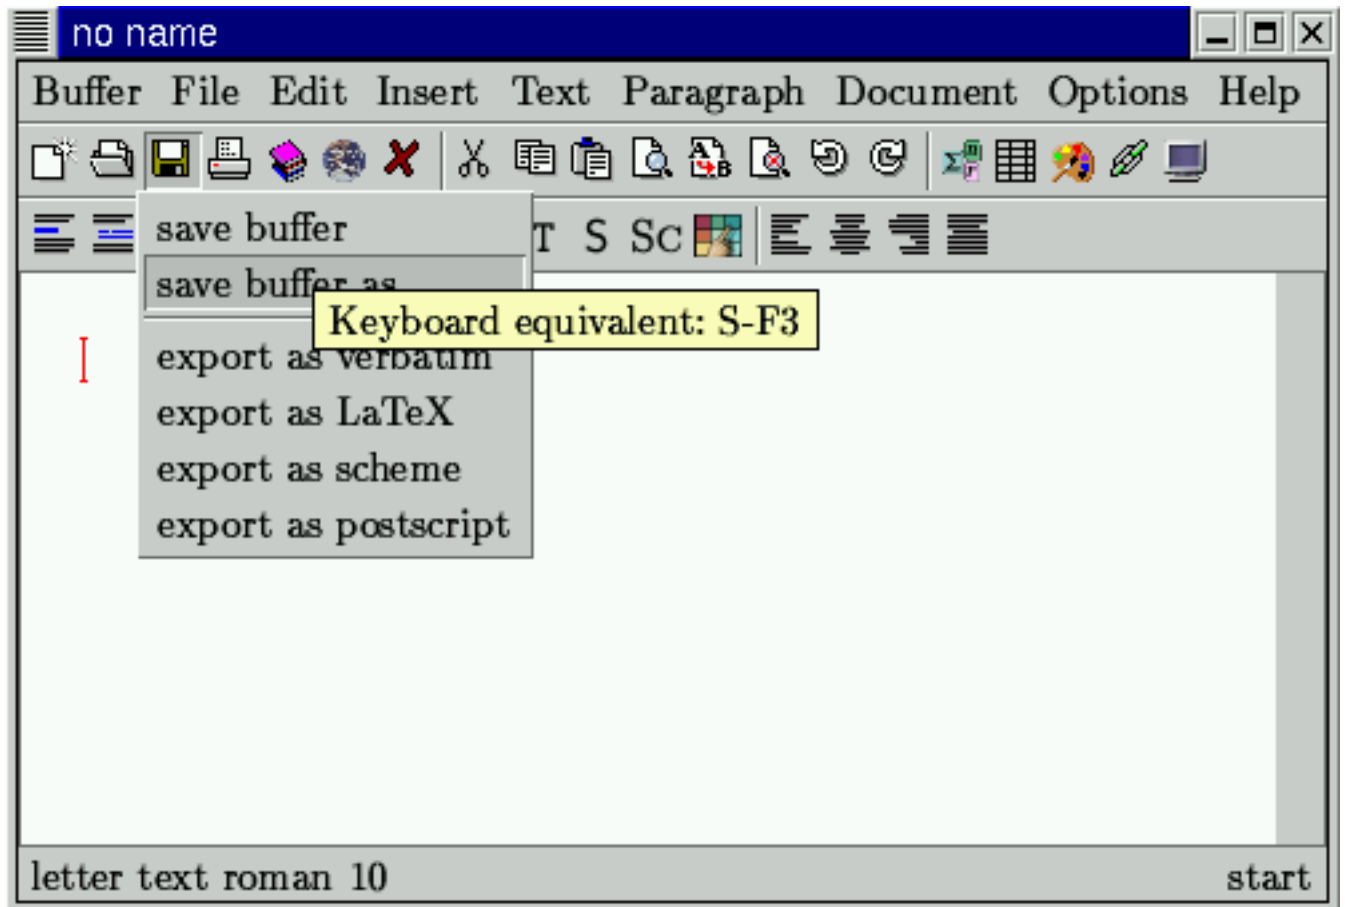 no name
Buffer File Edit Insert Text Paragraph Document Options Help
save buffer
T S SC
save buffer as
Keyboard equivalent: S-F3
export as verbatim
export as LaTeX
export as scheme
export as postscript
letter text roman 10 start